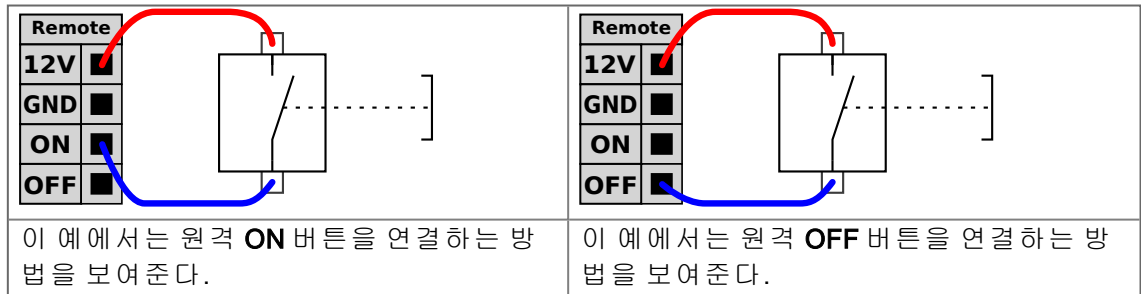 Remote
12V
GND
ON
OFF
이 예에서는 원격 ON 버튼을 연결하는 방
법을 보여준다.
Remote
12V
GND
ON
OFF
이 예에서는 원격 OFF 버튼을 연결하는 방
법을 보여준다.